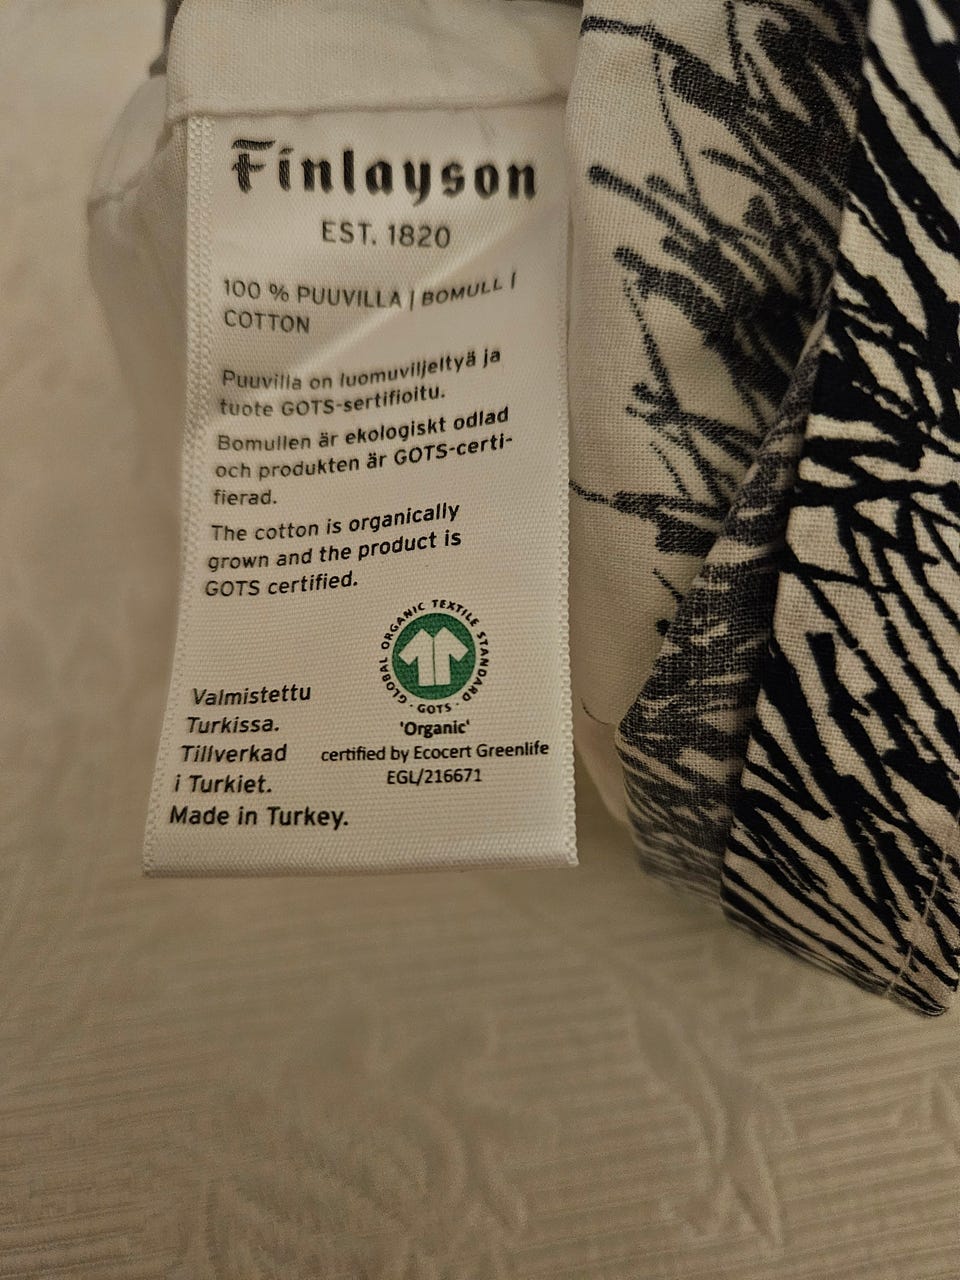 Finlayson
EST. 1820
100 % PUUVILLA | BOMULL |
COTTON
Puuvilla on luomuviljeltyä ja
tuote GOTS-sertifioitu.
Bomullen är ekologiskt odlad
och produkten är GOTS-certi-
fierad.
The cotton is organically
grown and the product is
GOTS certified.
GLOBAL ORGANIC TEXTILE STANDARD
· GOTS ·
'Organic'
certified by Ecocert Greenlife
EGL/216671
Valmistettu
Turkissa.
Tillverkad
i Turkiet.
Made in Turkey.